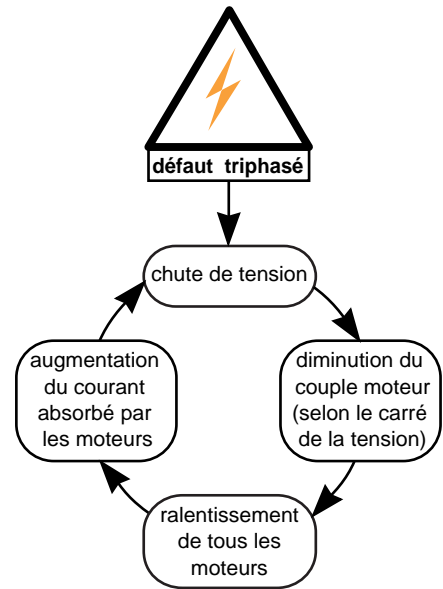 défaut triphasé
chute de tension
diminution du
couple moteur
(selon le carré
de la tension)
ralentissement
de tous les
moteurs
augmentation
du courant
absorbé par
les moteurs